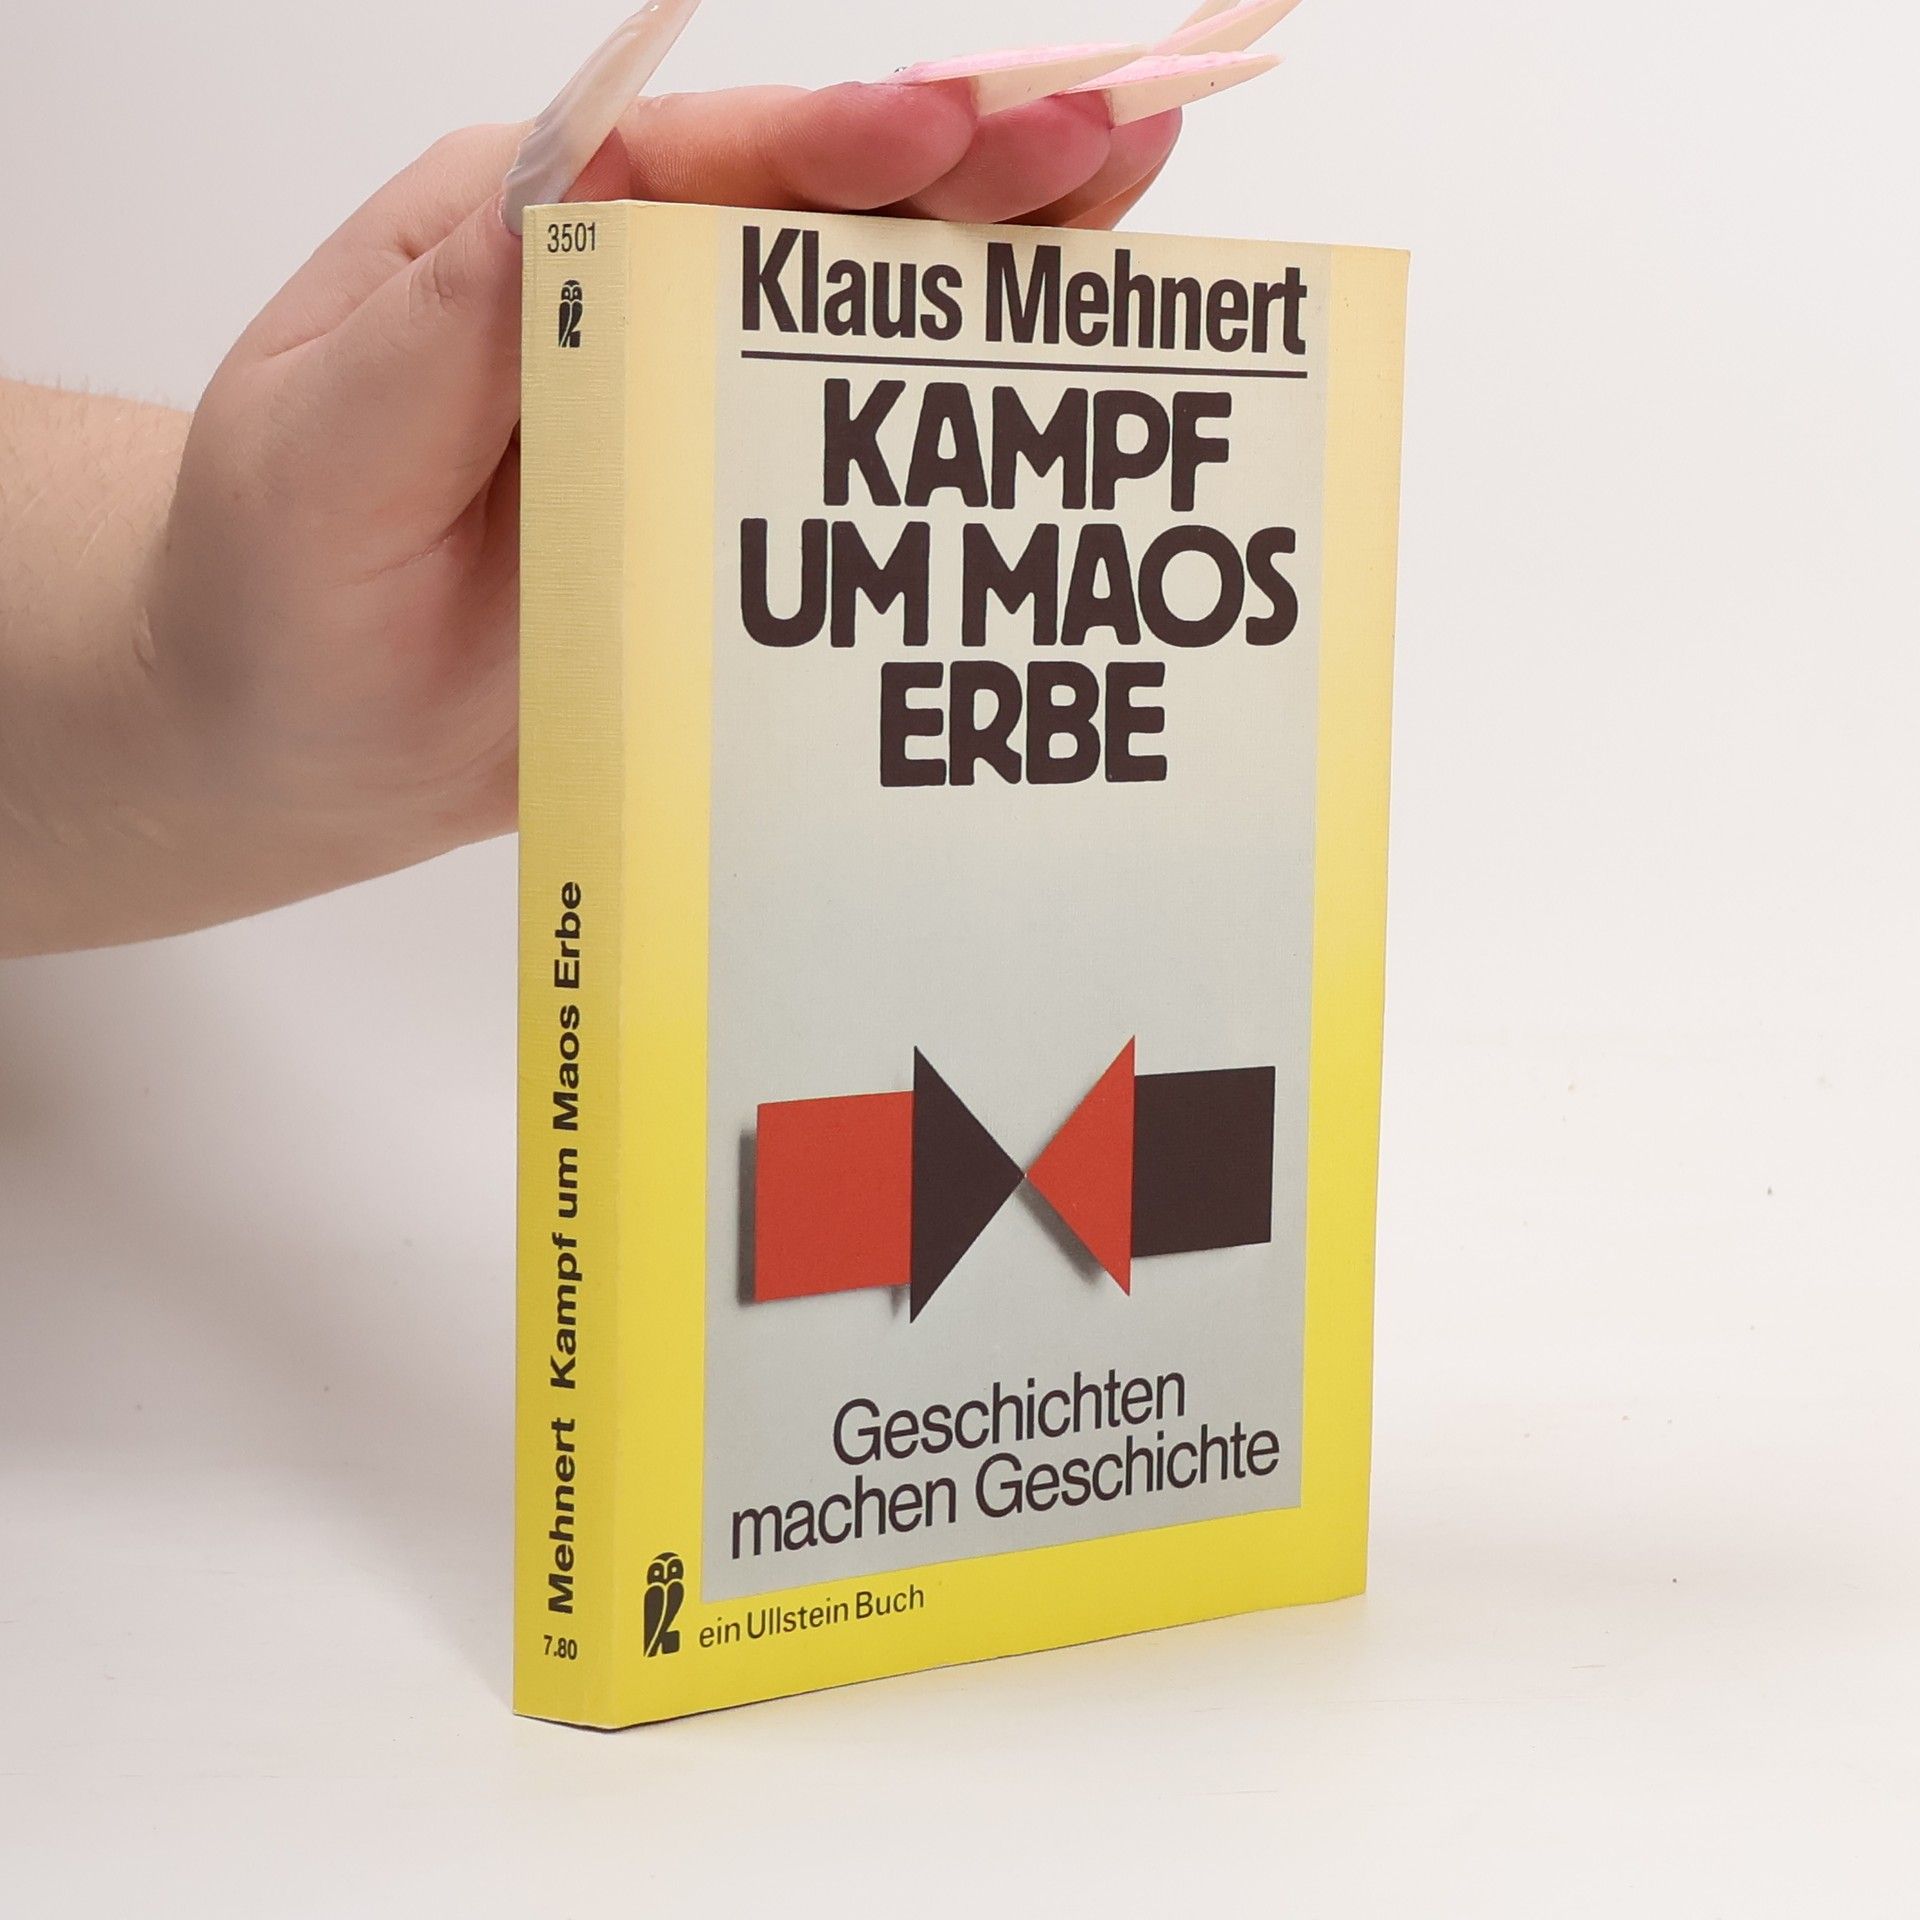 3501
Mehnert Kampf um Maos Erbe
7.80
Klaus Mehnert
KAMPF
UM MAOS
ERBE
Geschichten
machen Geschichte
ein Ullstein Buch